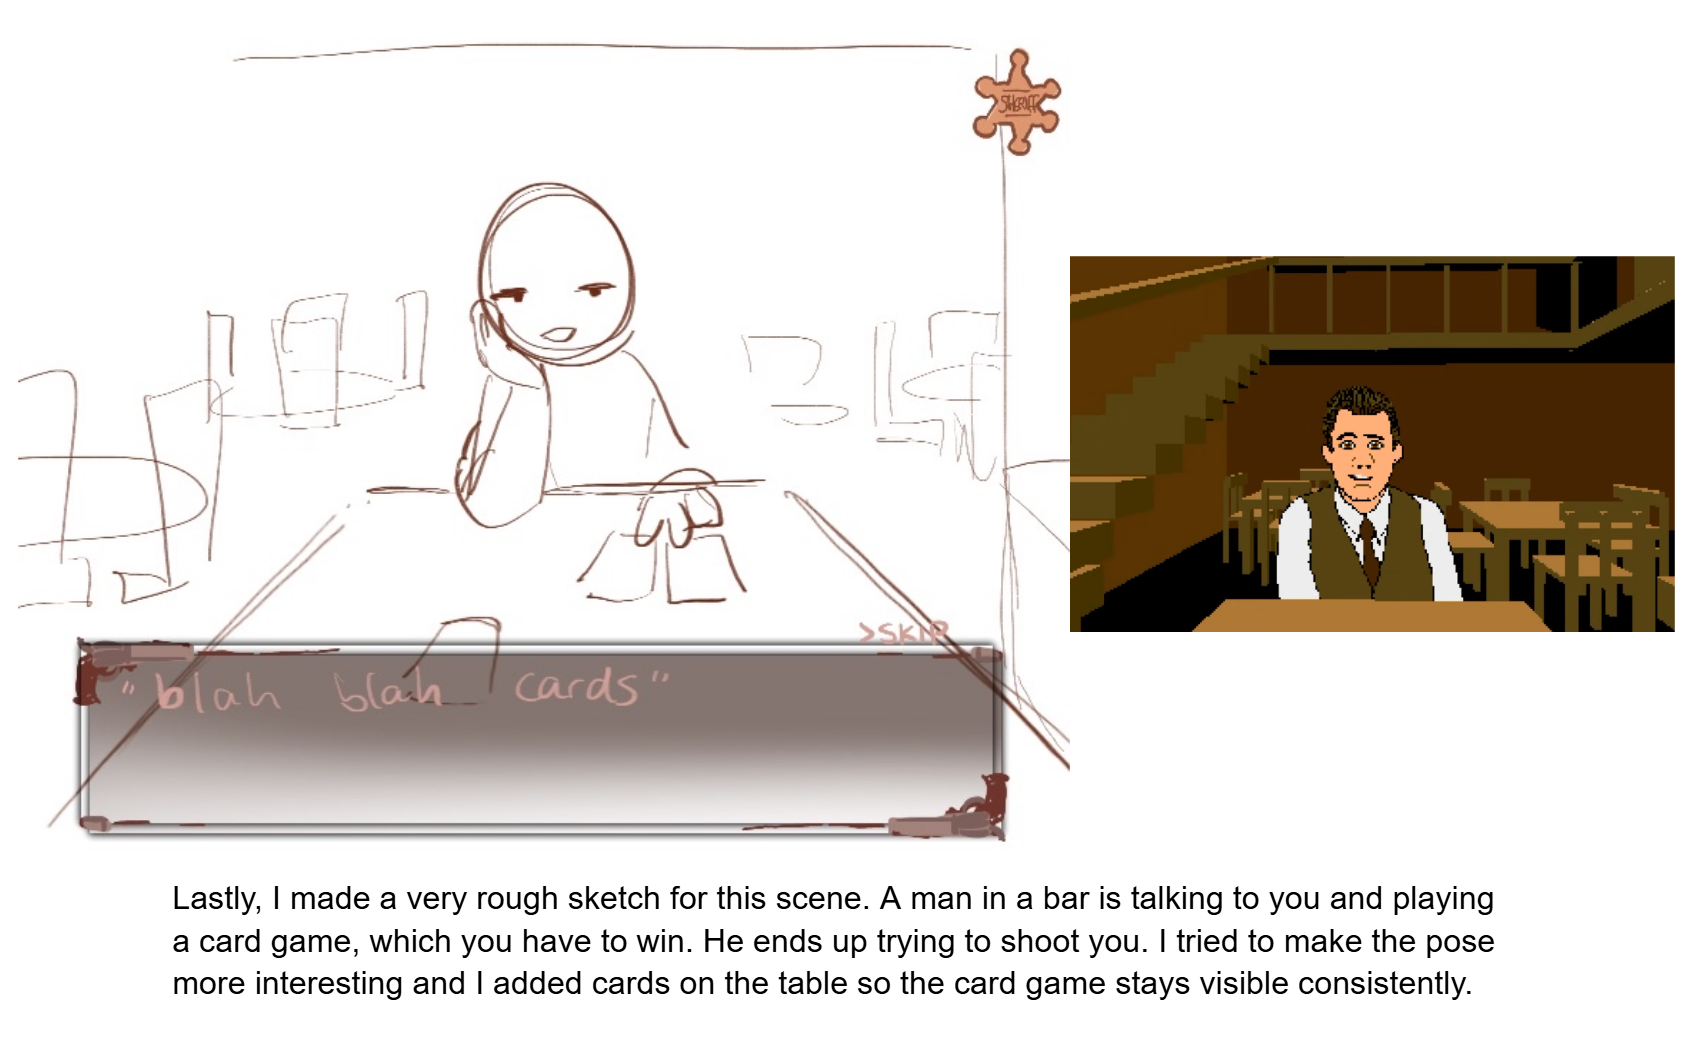 SHERIFF
>SKIP
"blah blah cards"
Lastly, I made a very rough sketch for this scene. A man in a bar is talking to you and playing
a card game, which you have to win. He ends up trying to shoot you. I tried to make the pose
more interesting and I added cards on the table so the card game stays visible consistently.